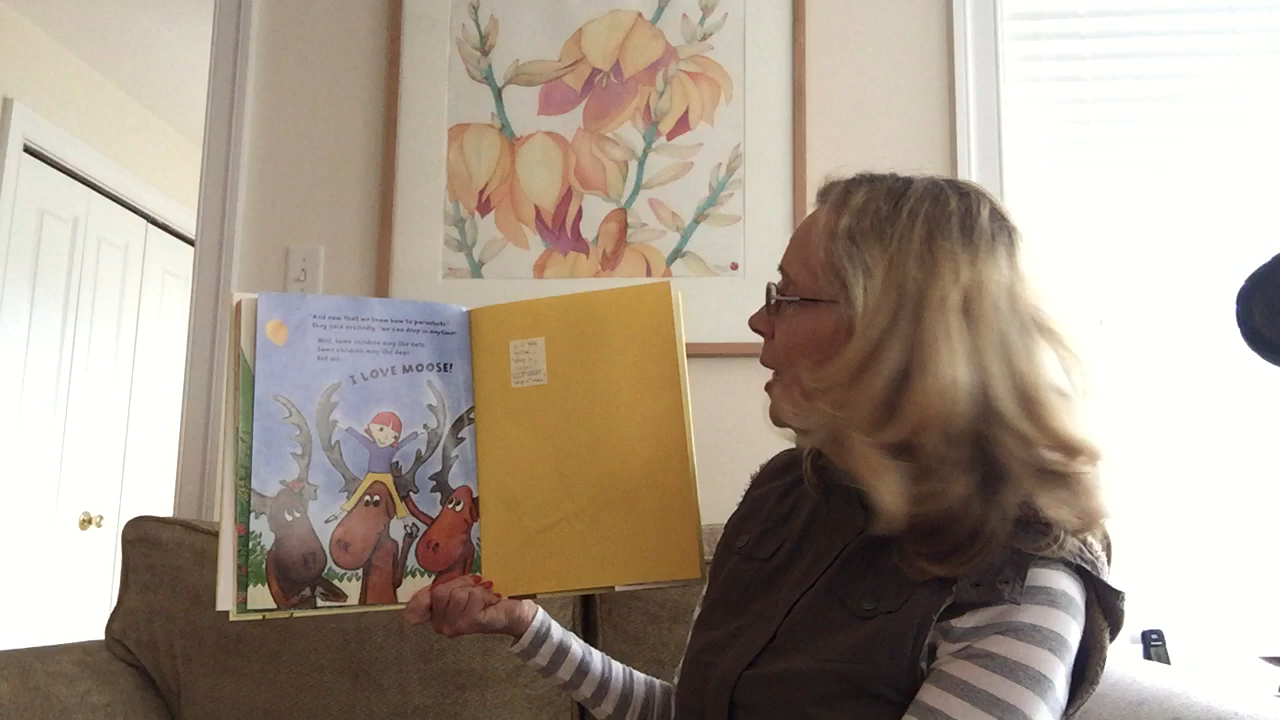 "And now that we know how to parachute,"
they said excitedly, "we can drop in anytime!"
Well, some children may like cats.
Some children may like dogs.
But me...
I LOVE MOOSE!